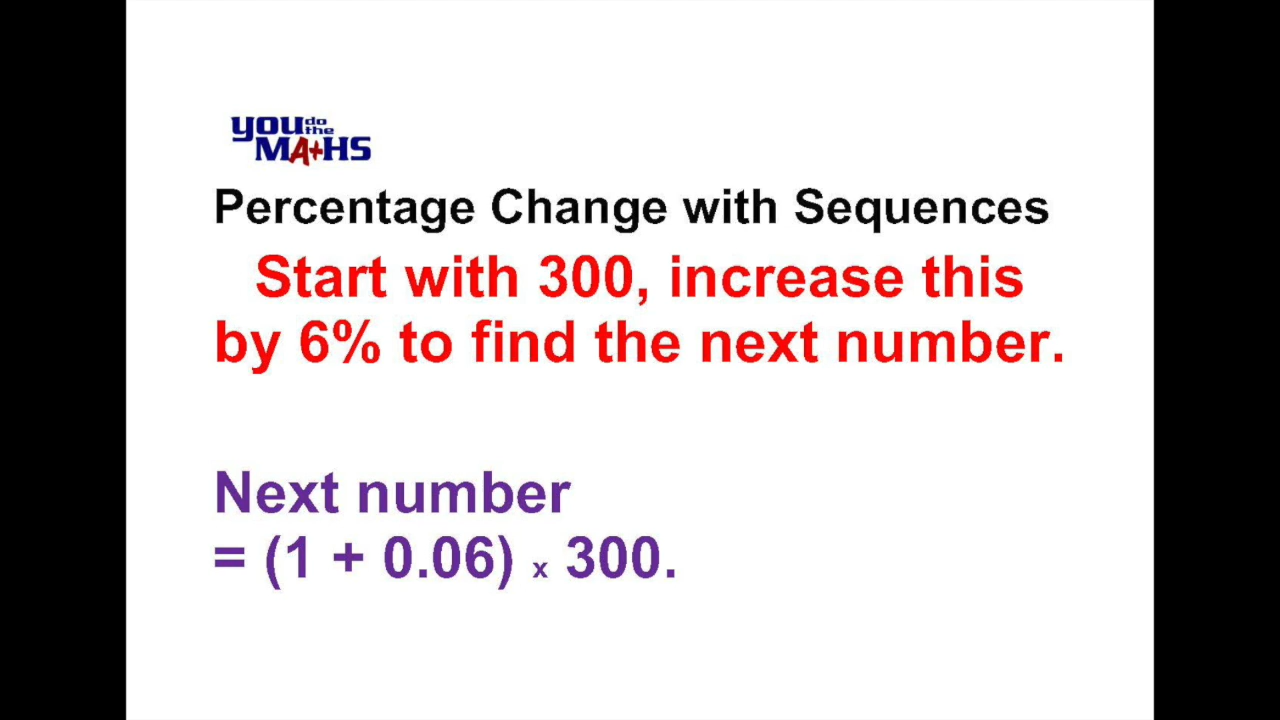 you do the
MA+HS
Percentage Change with Sequences
Start with 300, increase this
by 6% to find the next number.
Next number
= (1 + 0.06) x 300.